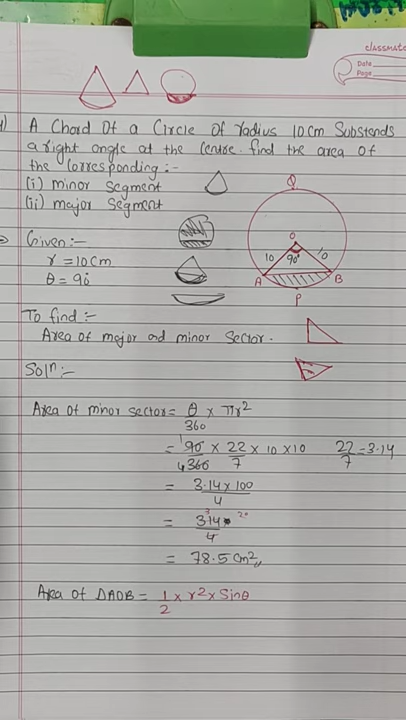 classmate
Date
Page
A Chord Of a Circle Of radius 10cm Substends
a right angle at the Centre. find the area of
the Corresponding :-
(i) minor Segment
(ii) major Segment
Q
O
10 90° 10
A B
P
Given :-
r = 10cm
θ = 90°
To find :-
Area of major and minor Sector.
Solⁿ :-
Area of minor sector = θ/360 × πr²
= 90/360 × 22/7 × 10 × 10 22/7 = 3.14
1
4
= 3.14 × 100/4
= 314/4
= 78.5 cm²,,
Area of ΔAOB = 1/2 × r² × Sinθ